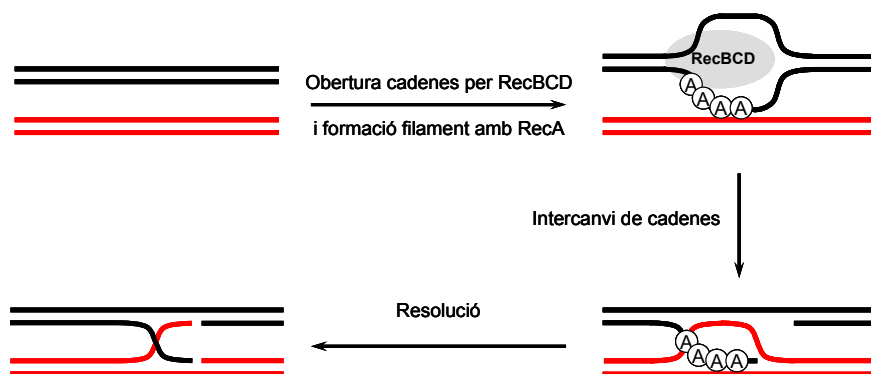 Obertura cadenes per RecBCD
i formació filament amb RecA
RecBCD
A
A
A
A
Intercanvi de cadenes
A
A
A
A
Resolució